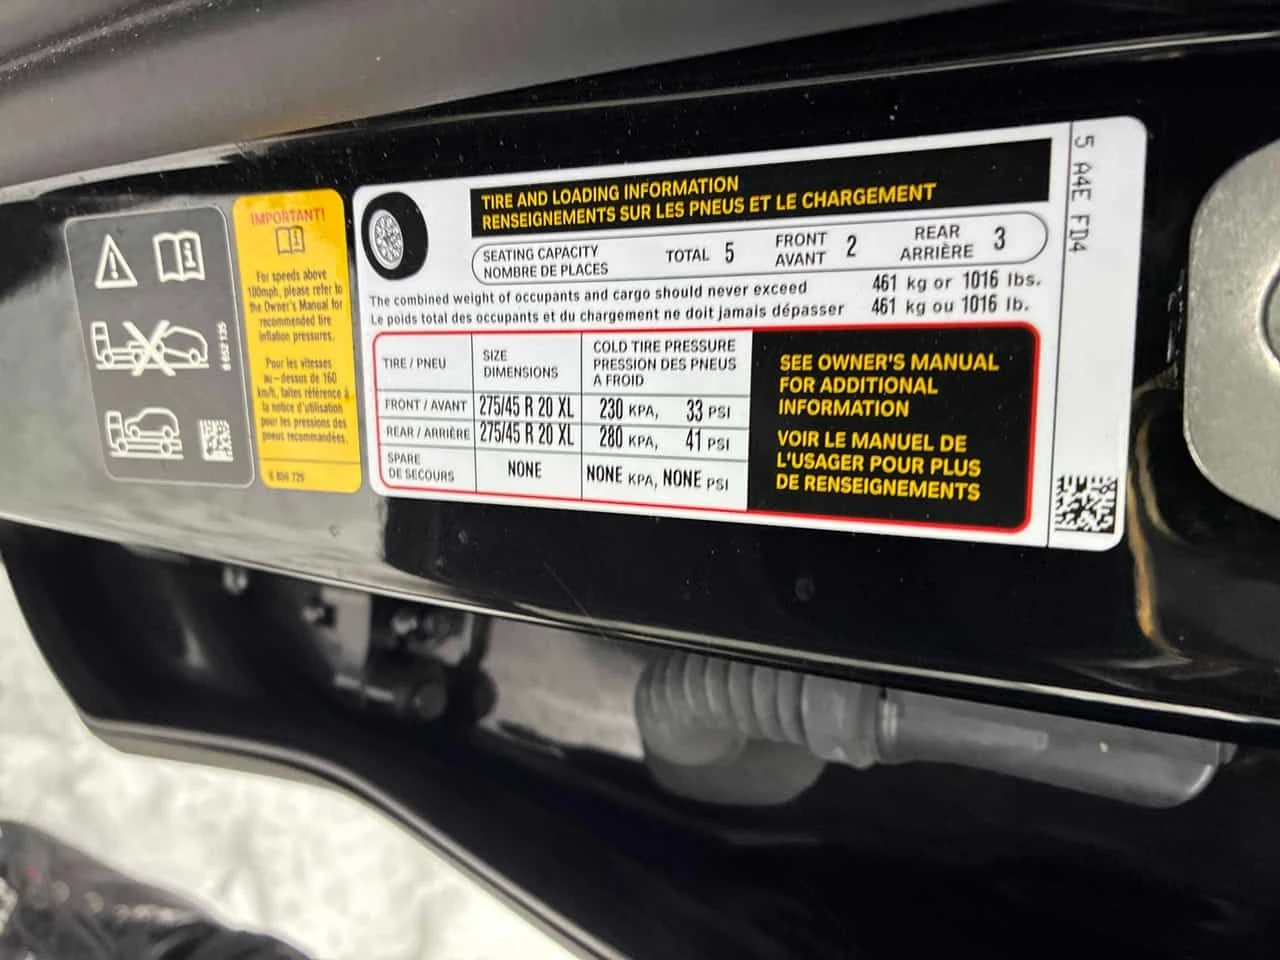 6 852 135
IMPORTANT!
For speeds above
100mph, please refer to
the Owner's Manual for
recommended tire
inflation pressures.
Pour les vitesses
au-dessus de 160
km/h, faites référence à
la notice d'utilisation
pour les pressions des
pneus recommandées.
TIRE AND LOADING INFORMATION
RENSEIGNEMENTS SUR LES PNEUS ET LE CHARGEMENT
SEATING CAPACITY
NOMBRE DE PLACES
TOTAL 5
FRONT
AVANT 2
REAR
ARRIÈRE 3
The combined weight of occupants and cargo should never exceed 461 kg or 1016 lbs.
Le poids total des occupants et du chargement ne doit jamais dépasser 461 kg ou 1016 lb.
TIRE / PNEU
SIZE
DIMENSIONS
COLD TIRE PRESSURE
PRESSION DES PNEUS
A FROID
FRONT / AVANT 275/45 R 20 XL 230 KPA, 33 PSI
REAR / ARRIÈRE 275/45 R 20 XL 280 KPA, 41 PSI
SPARE
DE SECOURS
NONE
NONE KPA, NONE PSI
SEE OWNER'S MANUAL
FOR ADDITIONAL
INFORMATION
VOIR LE MANUEL DE
L'USAGER POUR PLUS
DE RENSEIGNEMENTS
5 A4E FD4